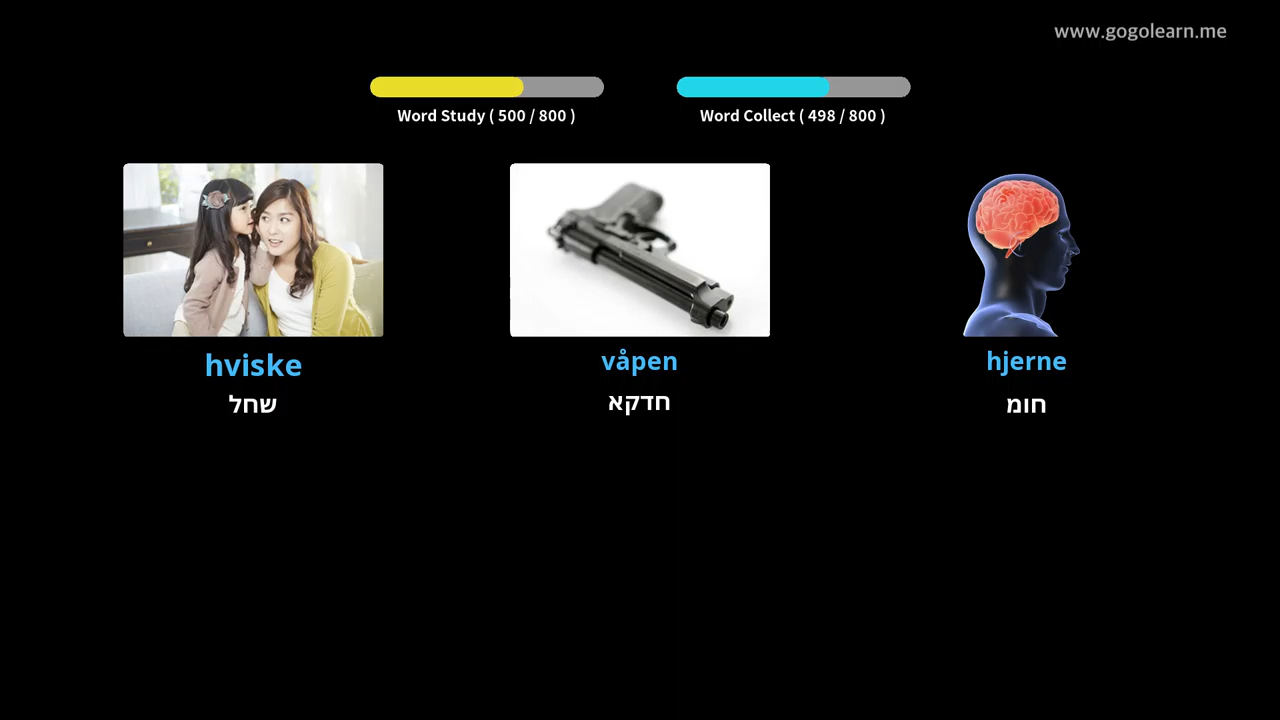 www.gogolearn.me
Word Study ( 500 / 800 )
Word Collect ( 498 / 800 )
hviske
שחל
våpen
חדקא
hjerne
חומ